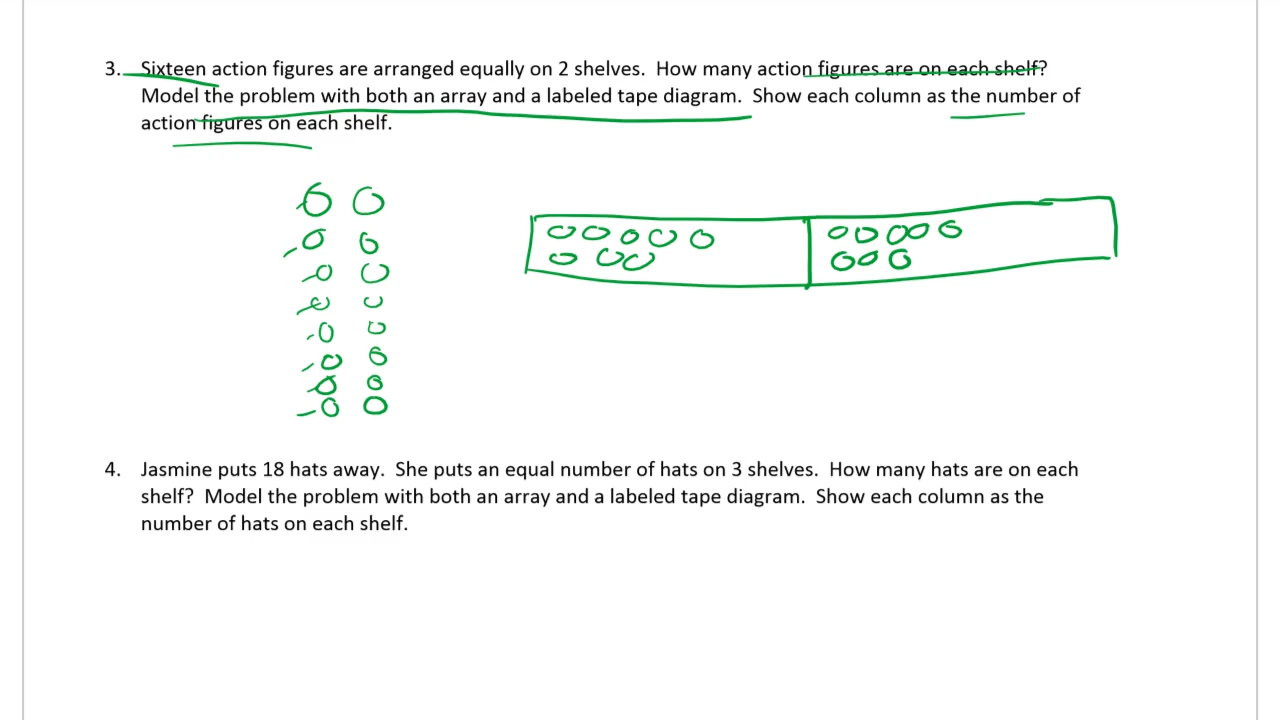 3. Sixteen action figures are arranged equally on 2 shelves. How many action figures are on each shelf?
Model the problem with both an array and a labeled tape diagram. Show each column as the number of
action figures on each shelf.
4. Jasmine puts 18 hats away. She puts an equal number of hats on 3 shelves. How many hats are on each
shelf? Model the problem with both an array and a labeled tape diagram. Show each column as the
number of hats on each shelf.